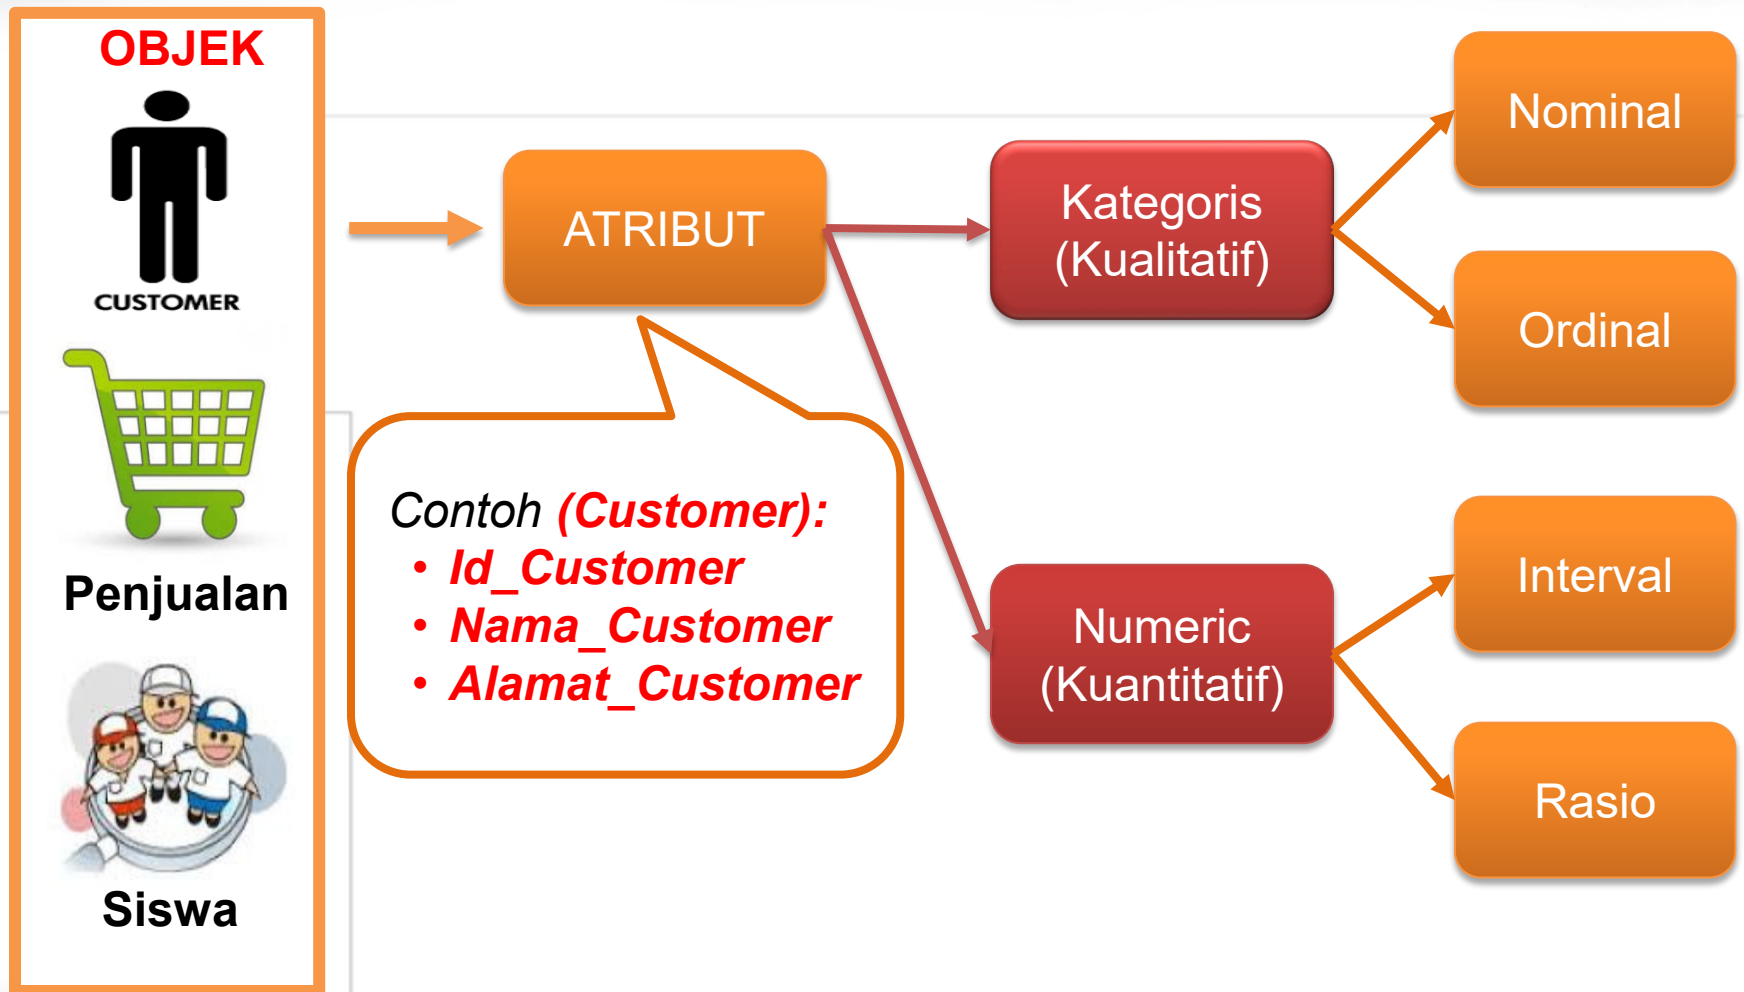 OBJEK
CUSTOMER
Penjualan
Siswa
ATRIBUT
Contoh (Customer):
• Id_Customer
• Nama_Customer
• Alamat_Customer
Kategoris
(Kualitatif)
Numeric
(Kuantitatif)
Nominal
Ordinal
Interval
Rasio